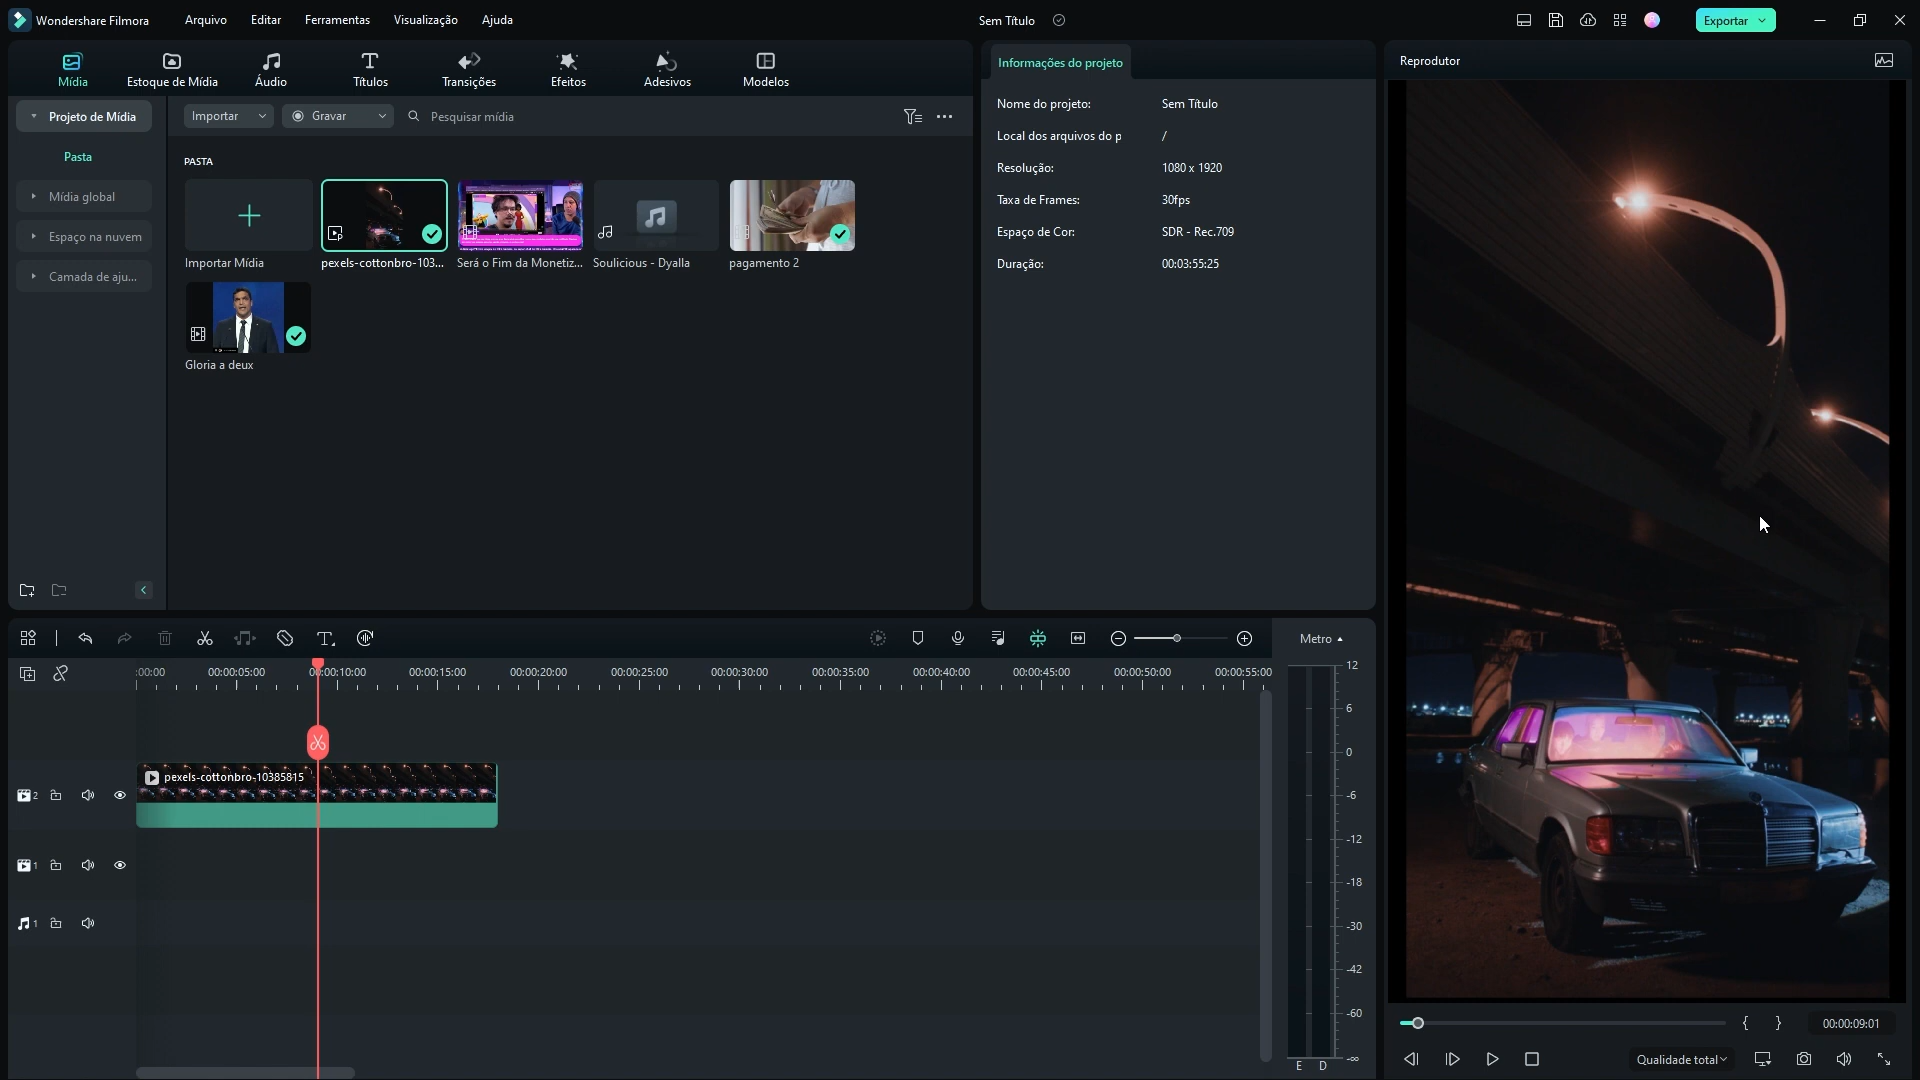 Wondershare Filmora
Arquivo
Editar
Ferramentas
Visualização
Ajuda
Sem Título
Exportar
Mídia
Estoque de Mídia
Áudio
Títulos
Transições
Efeitos
Adesivos
Modelos
Informações do projeto
Reprodutor
Projeto de Mídia
Importar
Gravar
Pesquisar mídia
Pasta
Mídia global
Espaço na nuvem
Camada de aju...
PASTA
Importar Mídia
pexels-cottonbro-103...
Será o Fim da Monetiz...
Soulicious - Dyalla
pagamento 2
Gloria a deux
Nome do projeto: Sem Título
Local dos arquivos do p /
Resolução: 1080 x 1920
Taxa de Frames: 30fps
Espaço de Cor: SDR - Rec.709
Duração: 00:03:55:25
Metro
:00:00
00:00:05:00
00:00:10:00
00:00:15:00
00:00:20:00
00:00:25:00
00:00:30:00
00:00:35:00
00:00:40:00
00:00:45:00
00:00:50:00
00:00:55:00
12
6
0
-6
-12
-18
-30
-42
-60
-∞
E D
pexels-cottonbro-10385815
2
1
1
{ }
00:00:09:01
Qualidade total